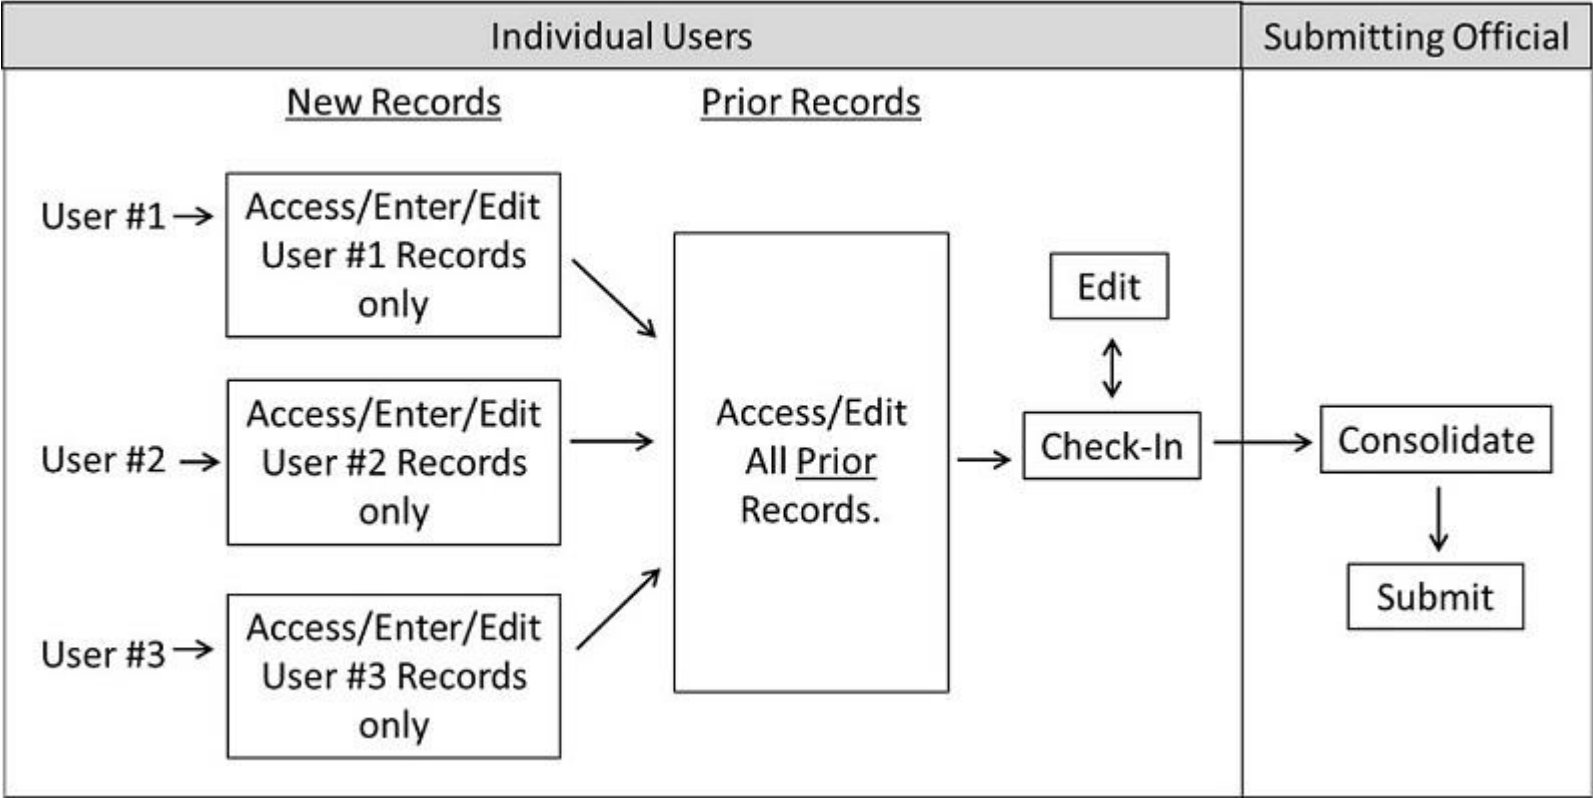 Individual Users
Submitting Official
New Records
Prior Records
User #1
Access/Enter/Edit
User #1 Records
only
User #2
Access/Enter/Edit
User #2 Records
only
User #3
Access/Enter/Edit
User #3 Records
only
Access/Edit
All Prior
Records.
Edit
Check-In
Consolidate
Submit